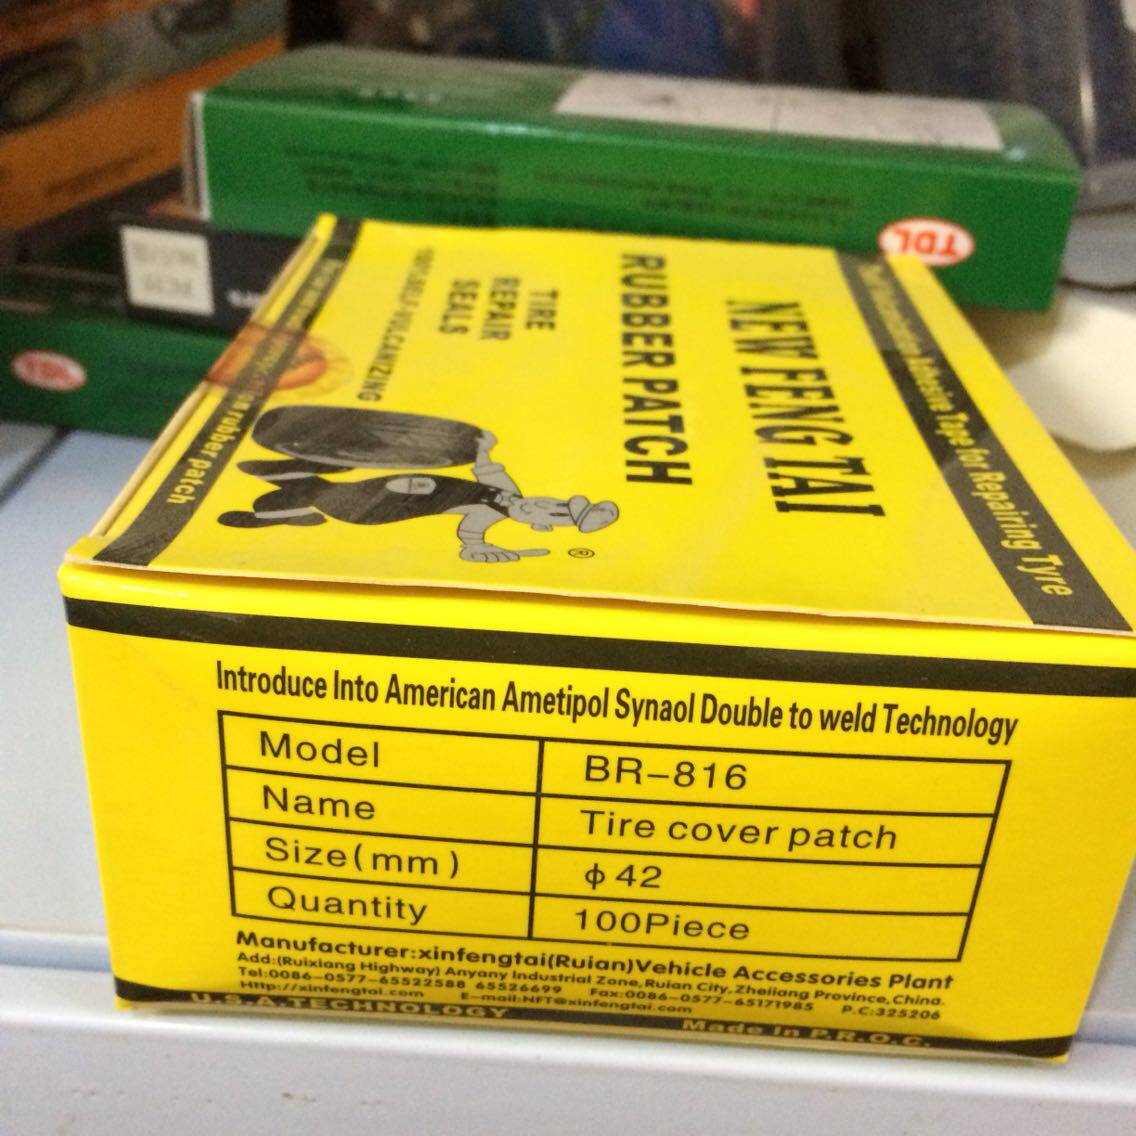 TDL
NEW FENG TAI
RUBBER PATCH
TIRE
REPAIR
SEALS
VULCANIZING
Adhesive Tape for Repairing Tyre
rubber patch
®
Introduce Into American Ametipol Synaol Double to weld Technology
Model BR-816
Name Tire cover patch
Size(mm) ϕ42
Quantity 100Piece
Manufacturer:xinfengtai(Ruian)Vehicle Accessories Plant
Add:(Ruixiang Highway) Anyany Industrial Zone,Ruian City,Zheliang Province,China.
Tel:0086-0577-65522588 65526699 Fax:0086-0577-65171985 P.C:325206
Http://xinfengtai.com E-mail:NFT@xinfengtai.com
U.S.A.TECHNOLOGY
Made In P.R.O.C.